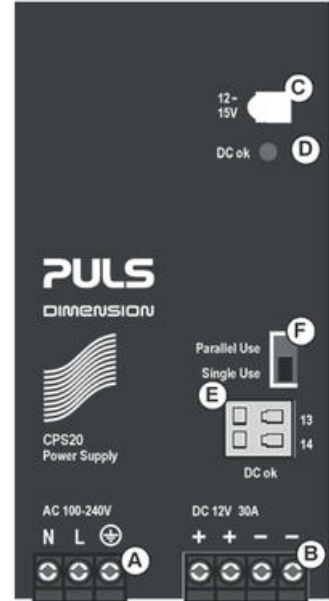 C
12-
15V
DC ok
D
PULS
DIMENSION
F
Parallel Use
Single Use
E
13
14
CPS20
Power Supply
DC ok
AC 100-240V
DC 12V 30A
N L
+ + − −
A
B